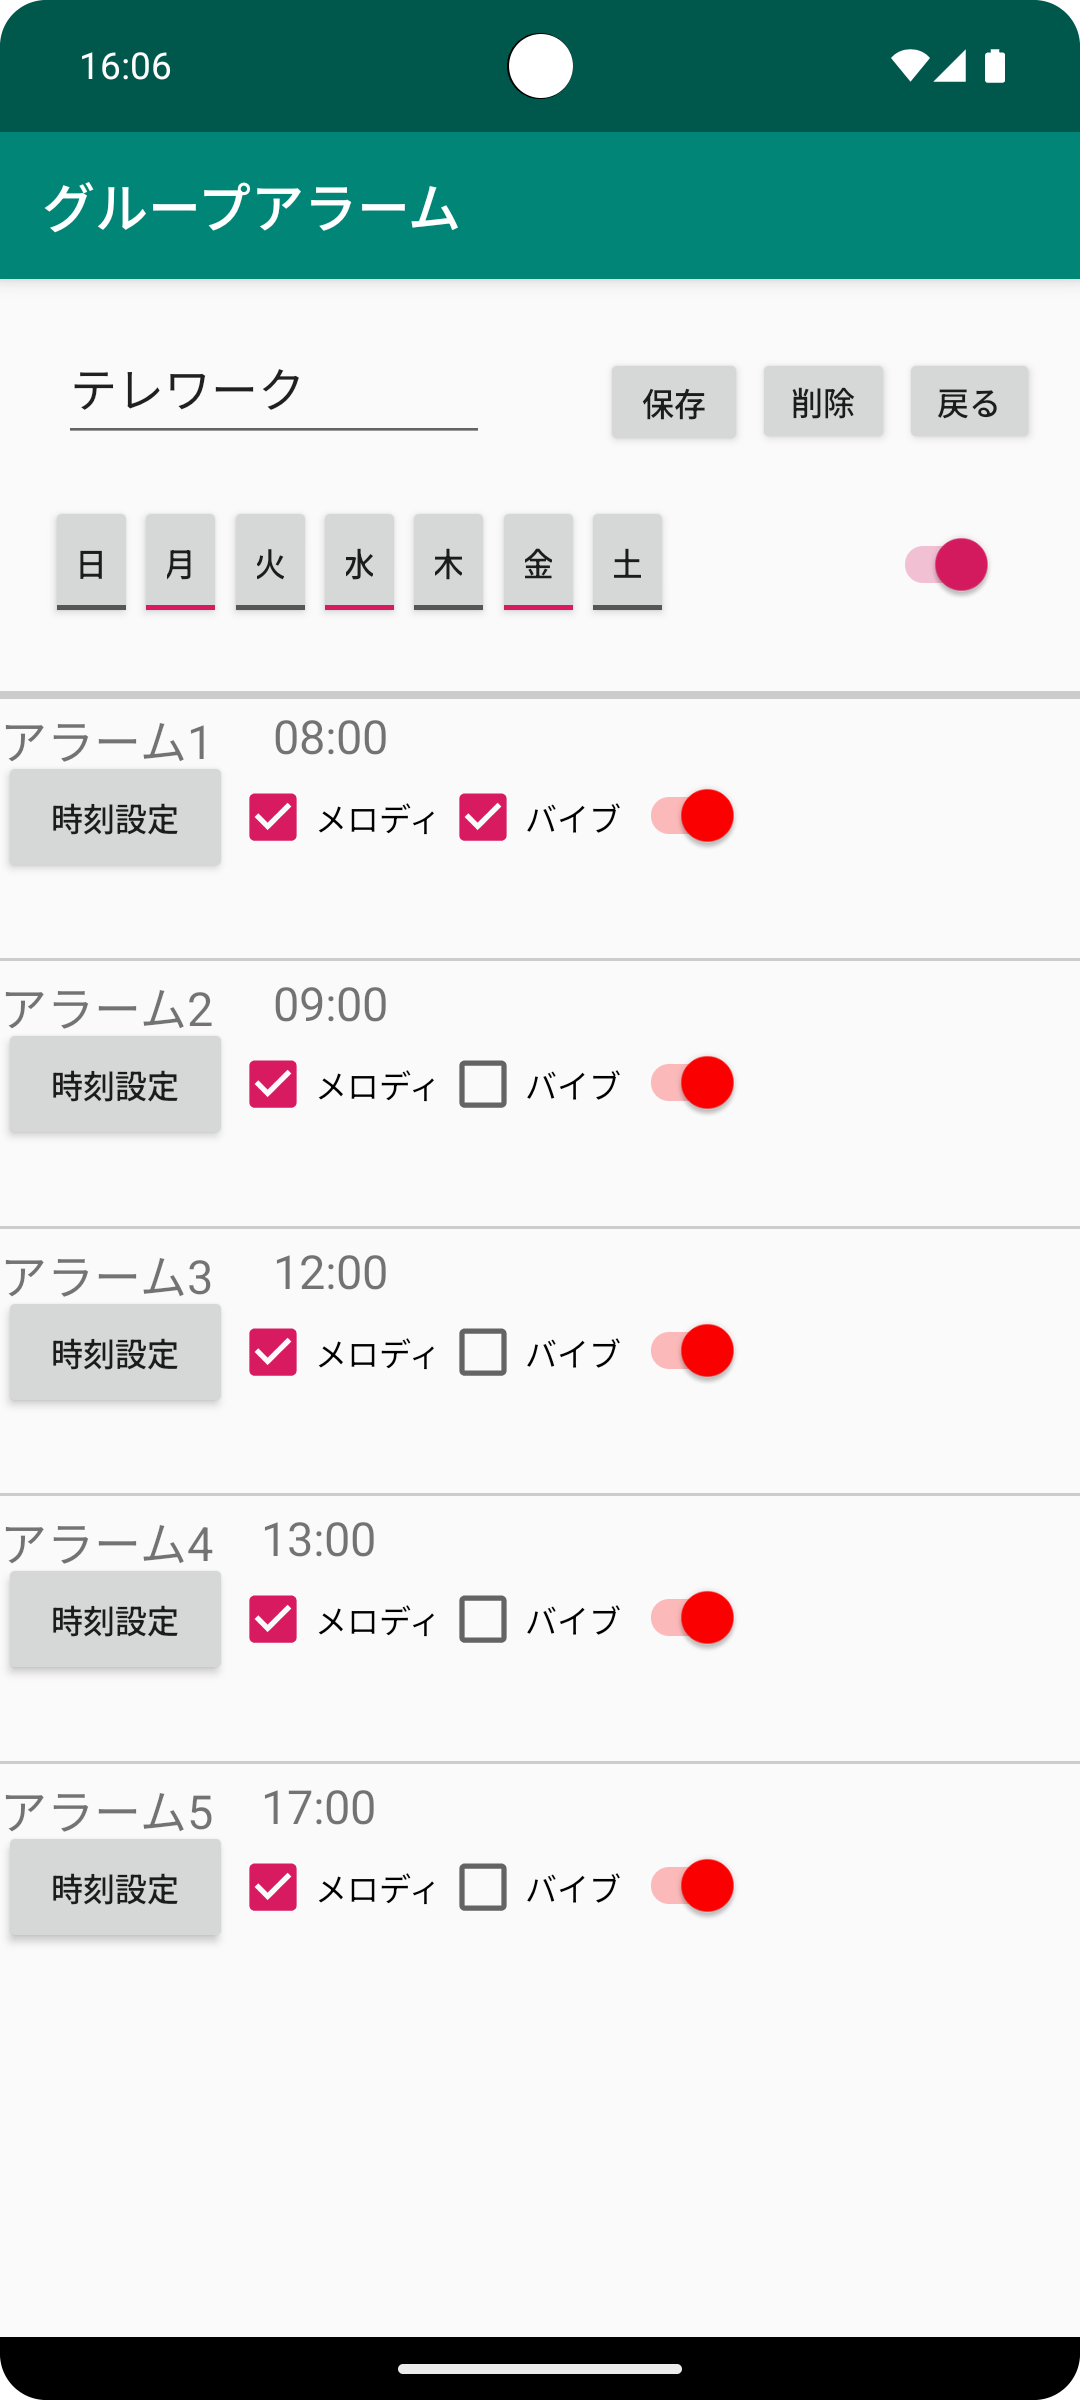 16:06
グループアラーム
テレワーク 保存 削除 戻る
日 月 火 水 木 金 土
アラーム1 08:00
時刻設定 メロディ バイブ
アラーム2 09:00
時刻設定 メロディ バイブ
アラーム3 12:00
時刻設定 メロディ バイブ
アラーム4 13:00
時刻設定 メロディ バイブ
アラーム5 17:00
時刻設定 メロディ バイブ